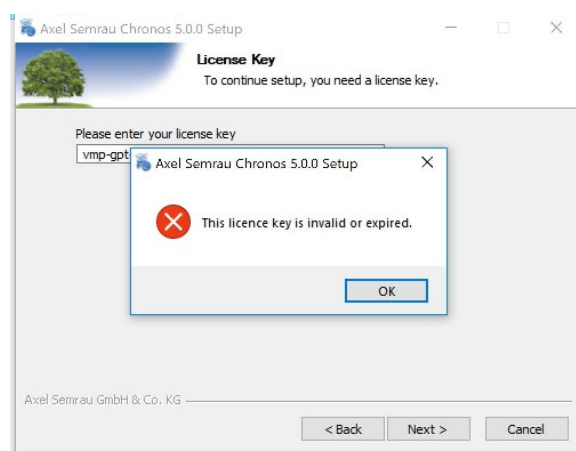 Axel Semrau Chronos 5.0.0 Setup
License Key
To continue setup, you need a license key.
Please enter your license key
vmp-gpt
Axel Semrau Chronos 5.0.0 Setup
This licence key is invalid or expired.
OK
Axel Semrau GmbH & Co. KG
< Back
Next >
Cancel